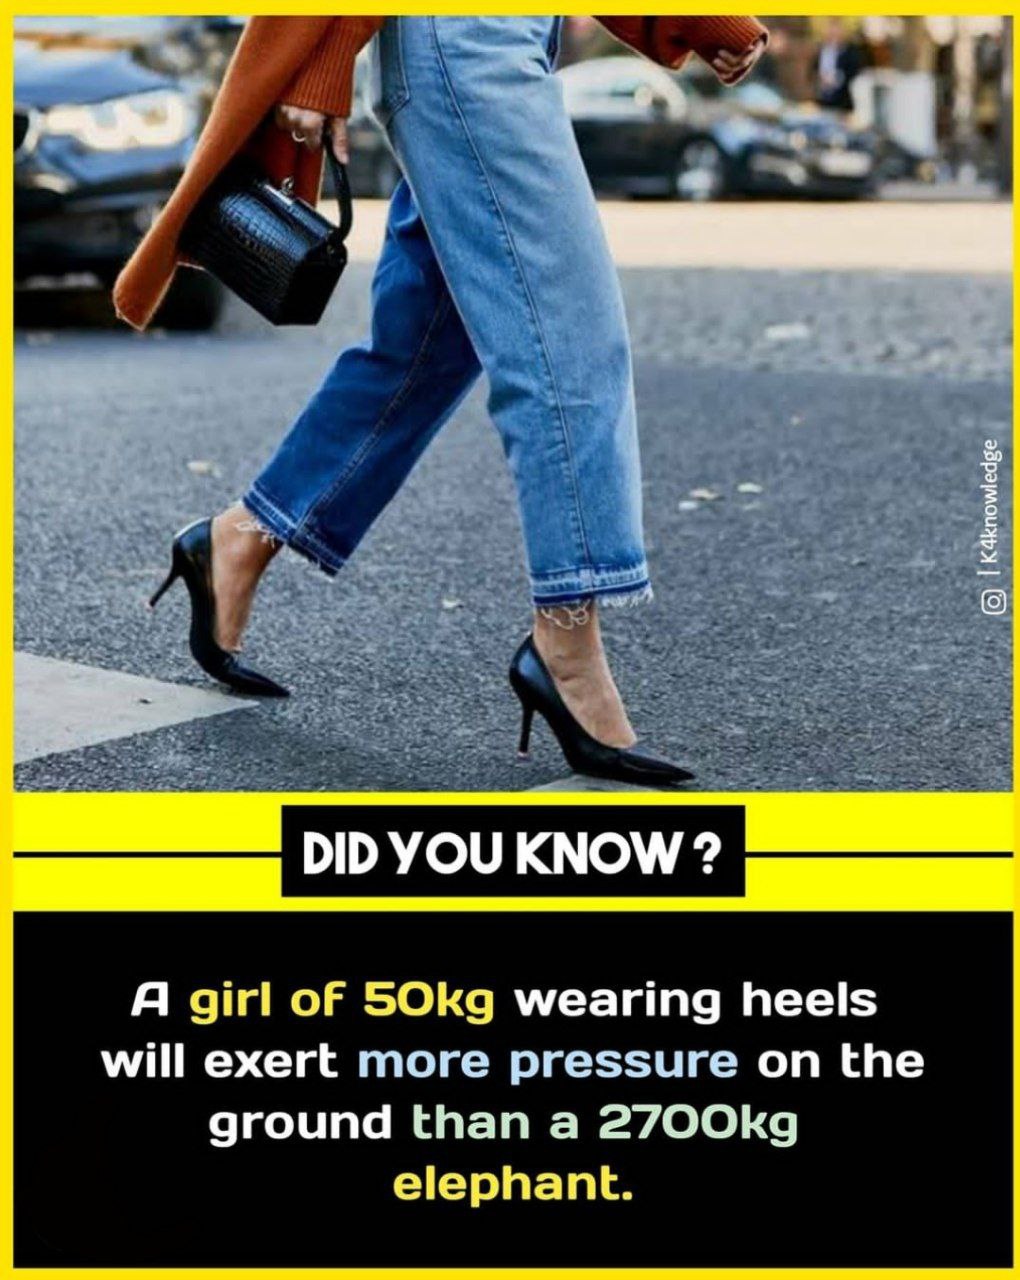 | K4knowledge
DID YOU KNOW?
A girl of 50kg wearing heels
will exert more pressure on the
ground than a 2700kg
elephant.